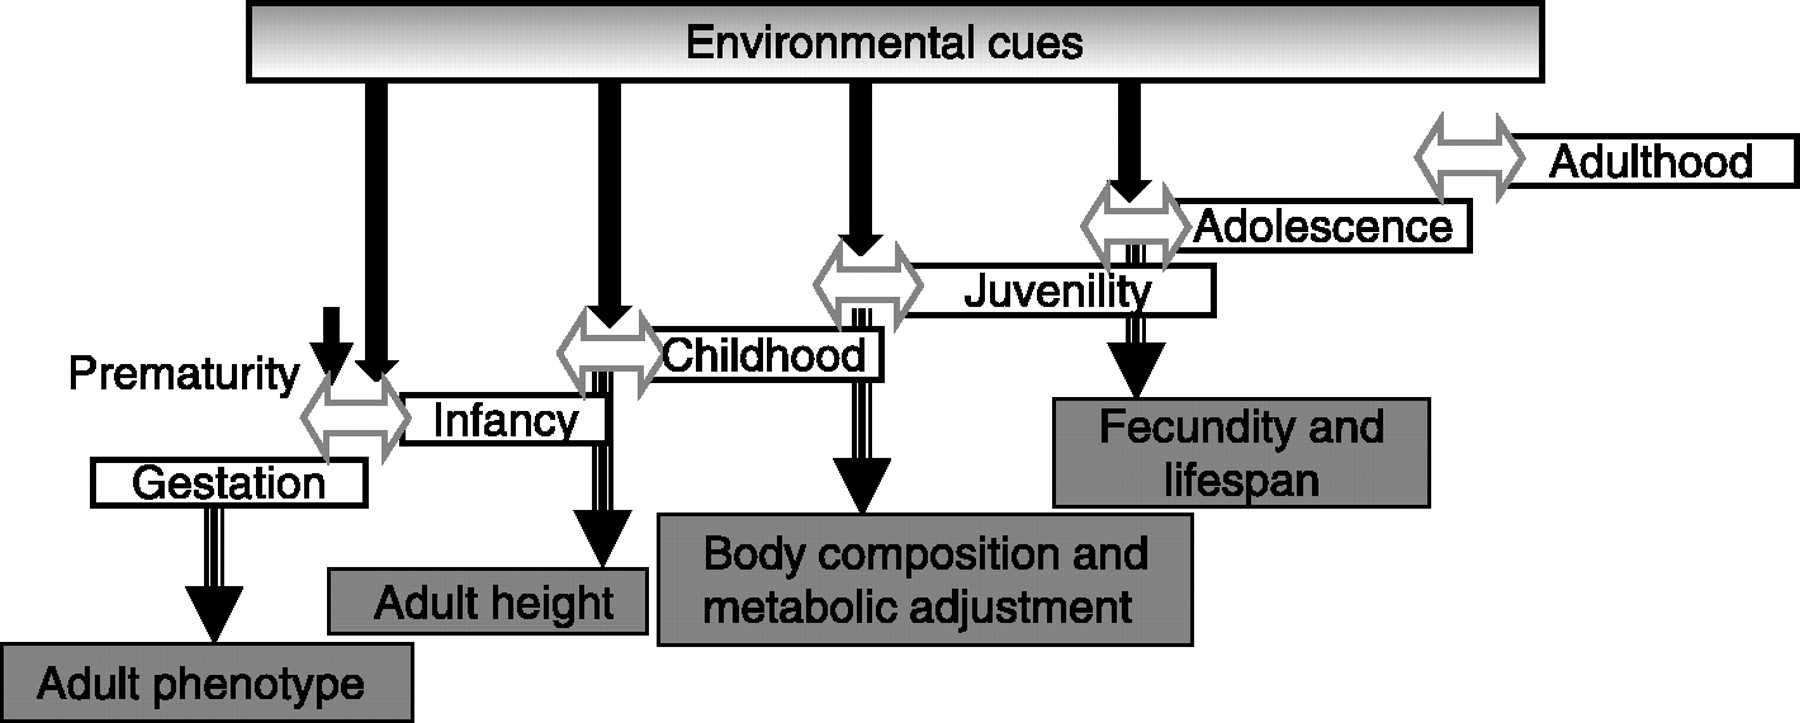 Environmental cues
Adulthood
Adolescence
Juvenility
Childhood
Prematurity
Infancy
Gestation
Fecundity and
lifespan
Body composition and
metabolic adjustment
Adult height
Adult phenotype